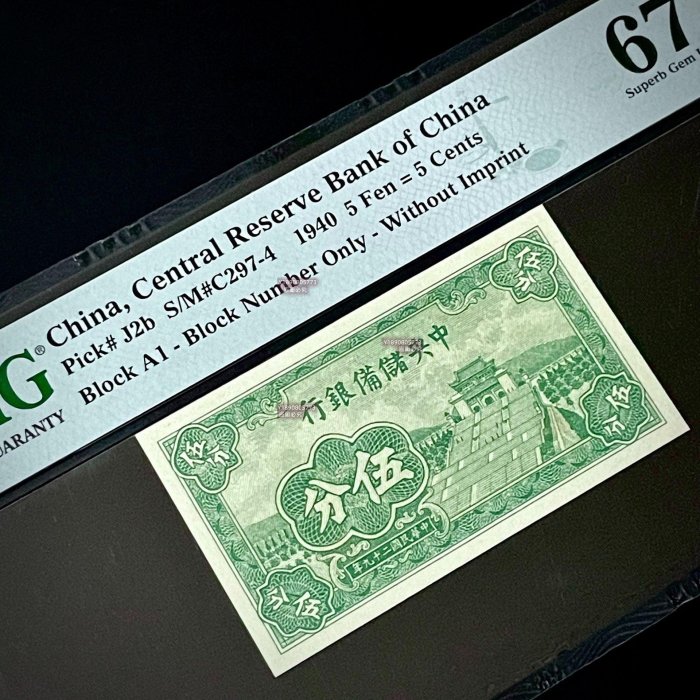 67
Superb Gem
China, Central Reserve Bank of China
Pick# J2b S/M#C297-4 1940 5 Fen = 5 Cents
Block A1 - Block Number Only - Without Imprint
G®
GUARANTY
行銀備儲央中
伍分
伍分
分伍
分伍
分伍
年九十二國民華中